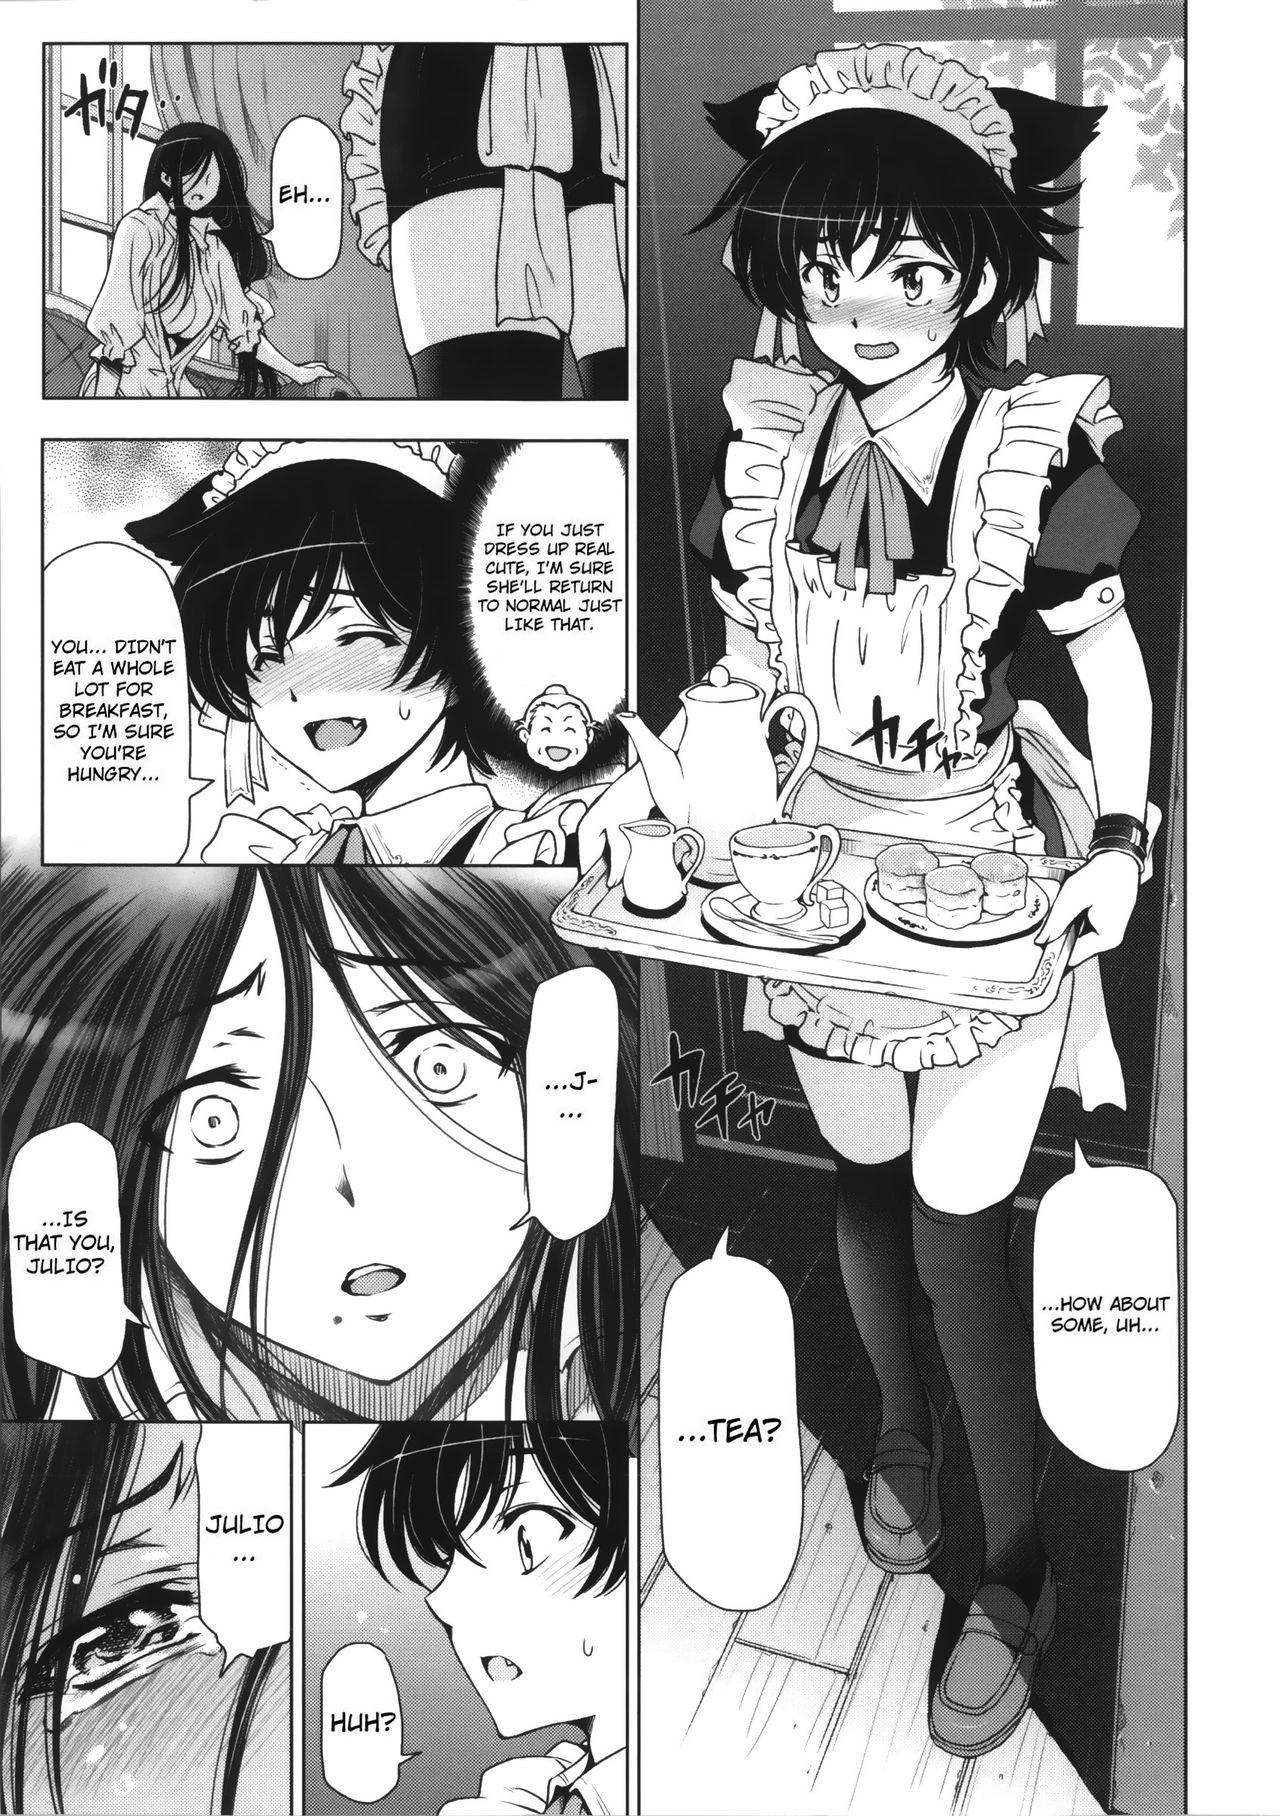 ...HOW ABOUT
SOME, UH...
...TEA?
カチャ
カチャ
ガタ...
EH...
IF YOU JUST
DRESS UP REAL
CUTE, I'M SURE
SHE'LL RETURN
TO NORMAL JUST
LIKE THAT.
YOU... DIDN'T
EAT A WHOLE
LOT FOR
BREAKFAST,
SO I'M SURE
YOU'RE
HUNGRY...
...J-
...
...IS
THAT YOU,
JULIO?
HUH?
JULIO
...